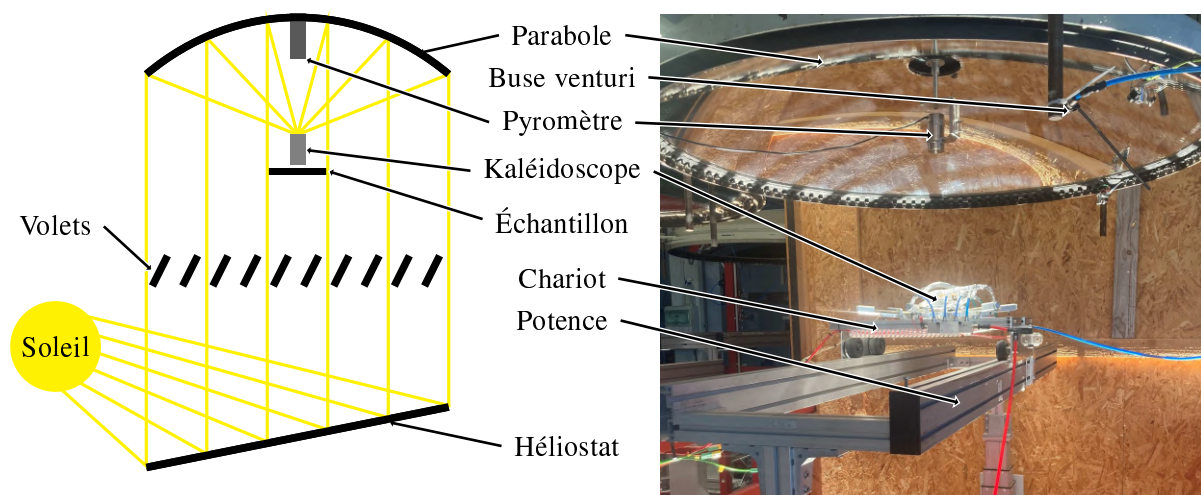 Parabole
Buse venturi
Pyromètre
Kaléidoscope
Échantillon
Volets
Chariot
Potence
Soleil
Héliostat